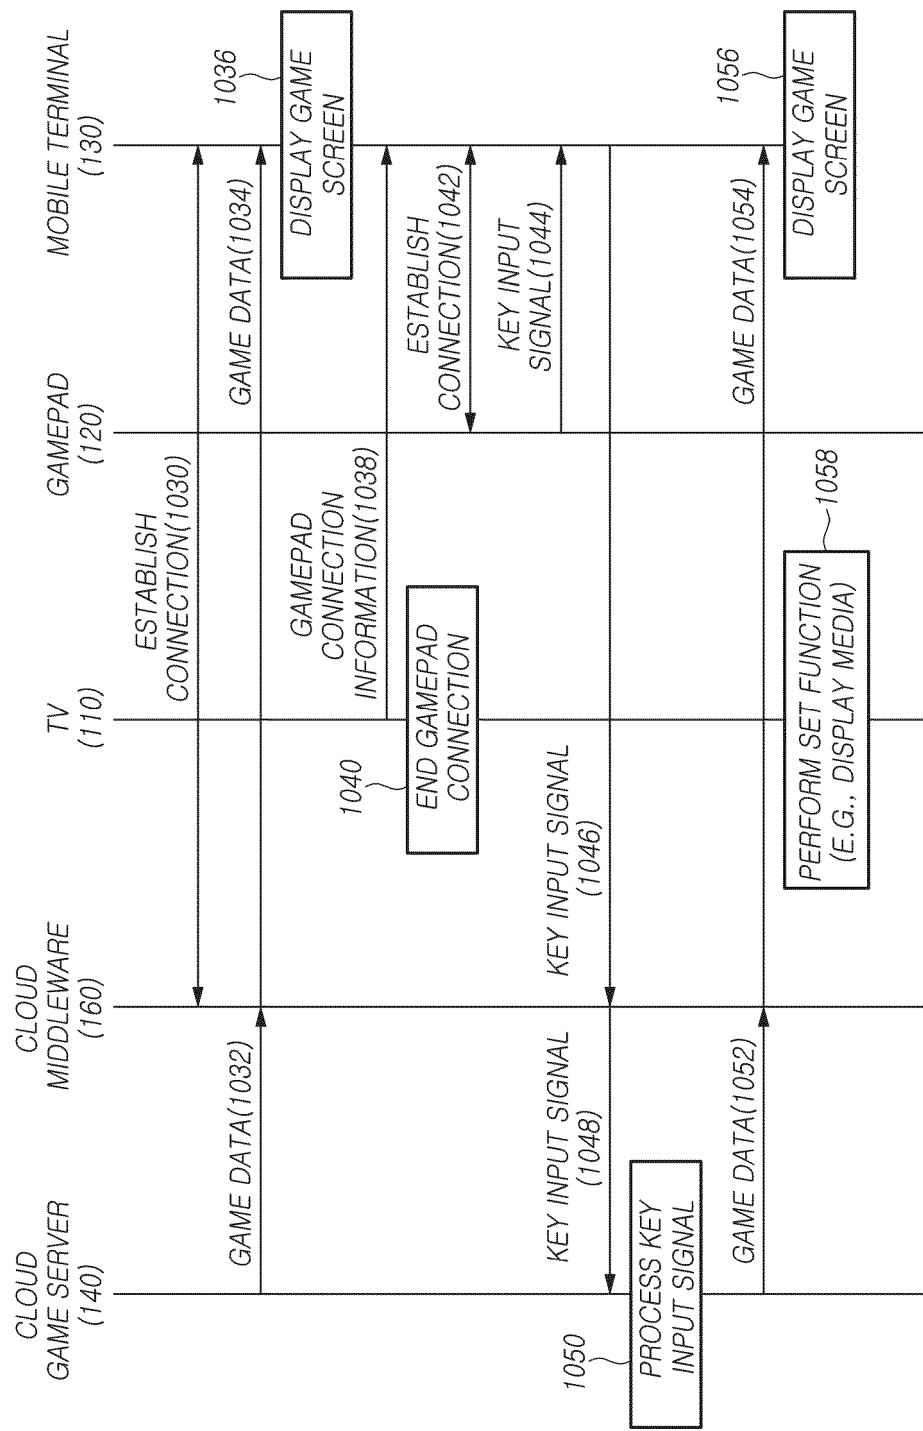 CLOUD
GAME SERVER
(140)
CLOUD
MIDDLEWARE
(160)
TV
(110)
GAMEPAD
(120)
MOBILE TERMINAL
(130)
ESTABLISH
CONNECTION(1030)
GAME DATA(1032)
GAME DATA(1034)
1036
DISPLAY GAME
SCREEN
GAMEPAD
CONNECTION
INFORMATION(1038)
1040
END GAMEPAD
CONNECTION
ESTABLISH
CONNECTION(1042)
KEY INPUT
SIGNAL(1044)
KEY INPUT SIGNAL
(1046)
KEY INPUT SIGNAL
(1048)
1050
PROCESS KEY
INPUT SIGNAL
GAME DATA(1052)
GAME DATA(1054)
1056
DISPLAY GAME
SCREEN
1058
PERFORM SET FUNCTION
(E.G., DISPLAY MEDIA)